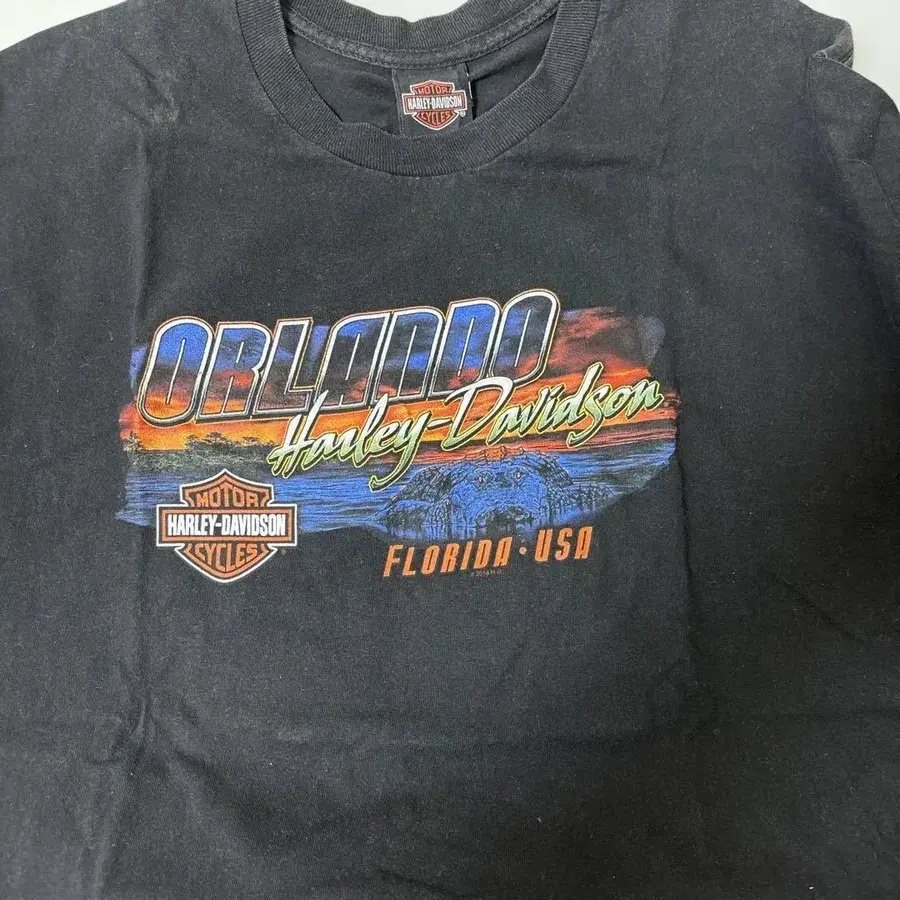 MOTOR
HARLEY-DAVIDSON
CYCLES
ORLANDO
Harley-Davidson
MOTOR
HARLEY-DAVIDSON
CYCLES
FLORIDA · USA